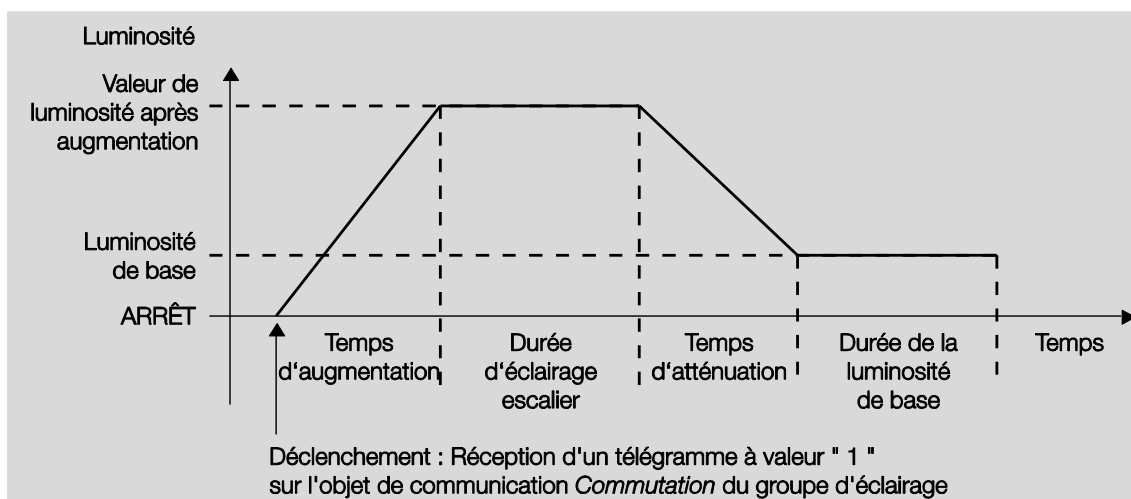 Luminosité
Valeur de
luminosité après
augmentation
Luminosité
de base
ARRÊT
Temps
d‘augmentation
Durée
d‘éclairage
escalier
Temps
d‘atténuation
Durée de la
luminosité
de base
Temps
Déclenchement : Réception d'un télégramme à valeur " 1 "
sur l'objet de communication Commutation du groupe d'éclairage